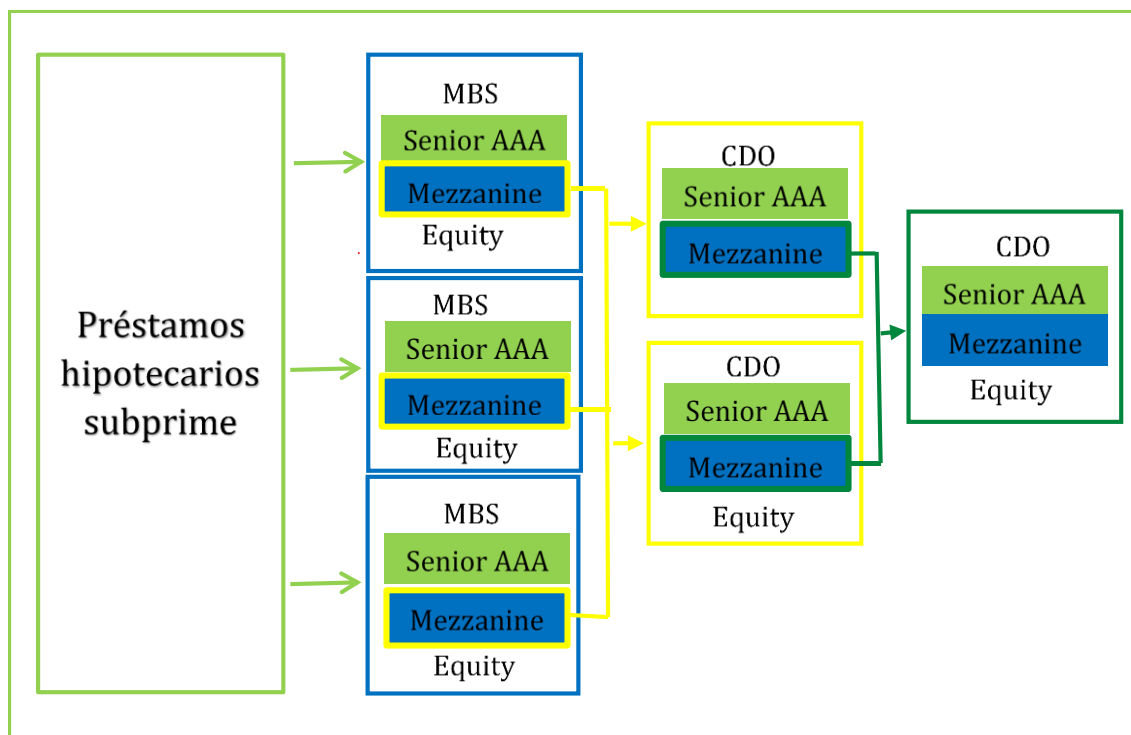 Préstamos
hipotecarios
subprime
MBS
Senior AAA
Mezzanine
Equity
MBS
Senior AAA
Mezzanine
Equity
MBS
Senior AAA
Mezzanine
Equity
CDO
Senior AAA
Mezzanine
CDO
Senior AAA
Mezzanine
Equity
CDO
Senior AAA
Mezzanine
Equity